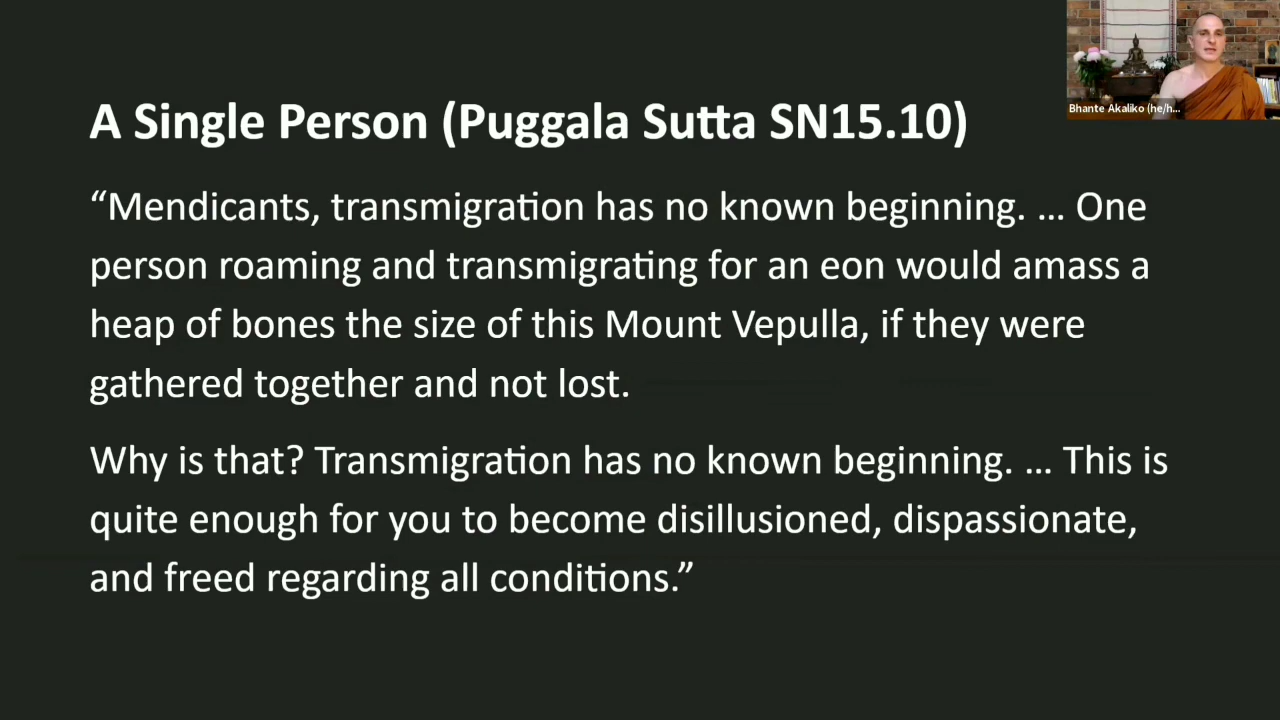 Bhante Akaliko (he/h...
A Single Person (Puggala Sutta SN15.10)
“Mendicants, transmigration has no known beginning. … One
person roaming and transmigrating for an eon would amass a
heap of bones the size of this Mount Vepulla, if they were
gathered together and not lost.
Why is that? Transmigration has no known beginning. … This is
quite enough for you to become disillusioned, dispassionate,
and freed regarding all conditions.”